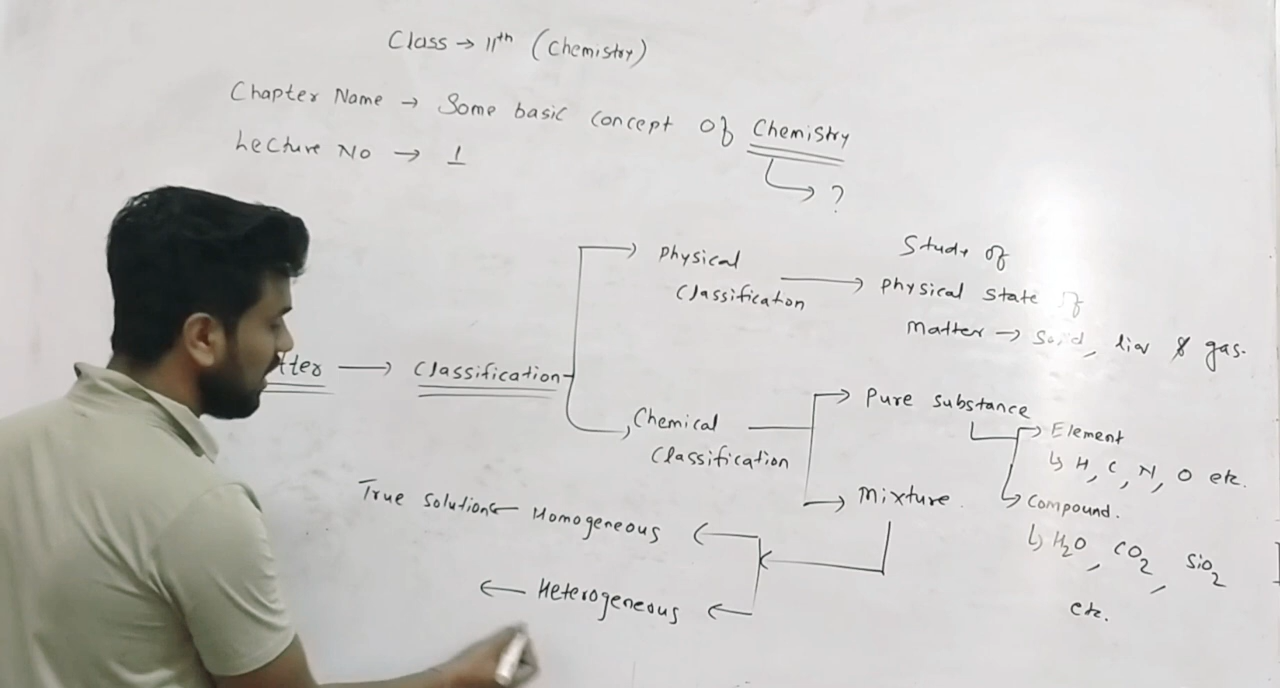 Class → 11th (Chemistry)
Chapter Name → Some basic concept of Chemistry
Lecture No → 1
→ ?
Physical
Classification
Study of
Physical state of
Matter → Solid, liq & gas.
tter → Classification
Chemical
Classification
Pure substance
Element
↳ H, C, N, O etc.
Compound.
↳ H₂O, CO₂, SiO₂
etc.
Mixture.
True Solution ← Homogeneous
← Heterogeneous